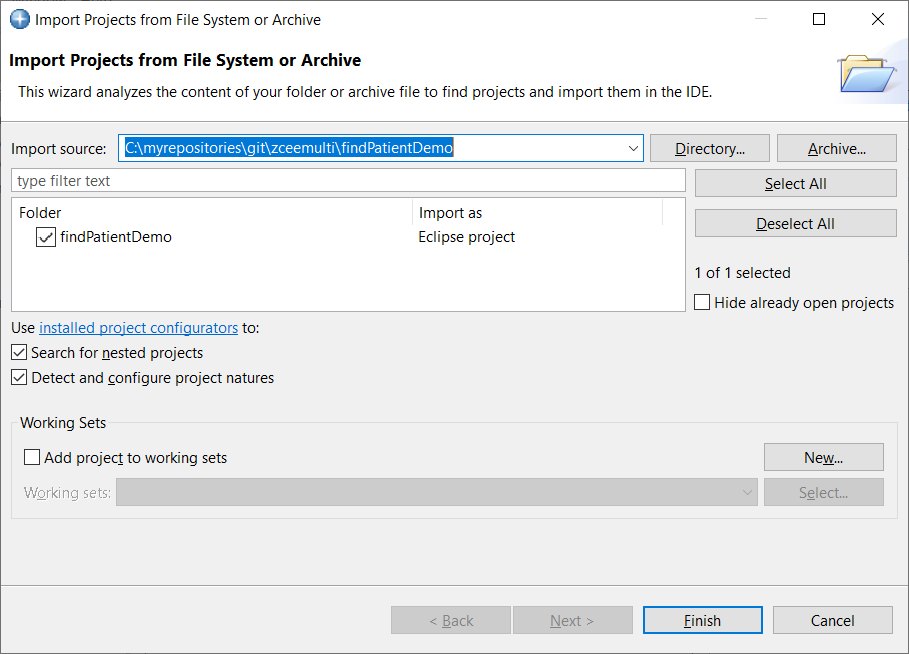 Import Projects from File System or Archive
Import Projects from File System or Archive
This wizard analyzes the content of your folder or archive file to find projects and import them in the IDE.
Import source: C:\myrepositories\git\zceemulti\findPatientDemo Directory... Archive...
type filter text Select All
Folder Import as
Deselect All
findPatientDemo Eclipse project
1 of 1 selected
Hide already open projects
Use installed project configurators to:
Search for nested projects
Detect and configure project natures
Working Sets
Add project to working sets New...
Working sets: Select...
< Back Next > Finish Cancel